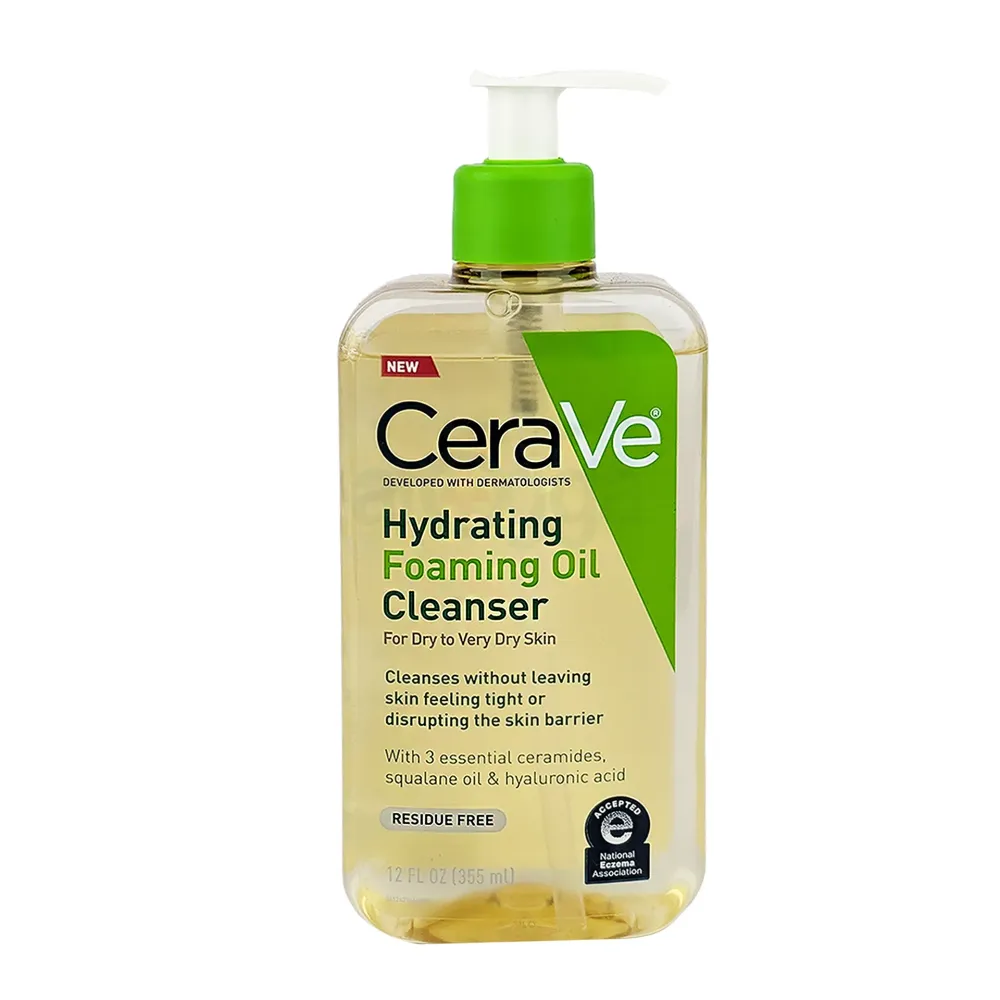 NEW
CeraVe®
DEVELOPED WITH DERMATOLOGISTS
Hydrating
Foaming Oil
Cleanser
For Dry to Very Dry Skin
Cleanses without leaving
skin feeling tight or
disrupting the skin barrier
With 3 essential ceramides,
squalane oil & hyaluronic acid
RESIDUE FREE
ACCEPTED
e
National
Eczema
Association
12 FL OZ (355 ml)